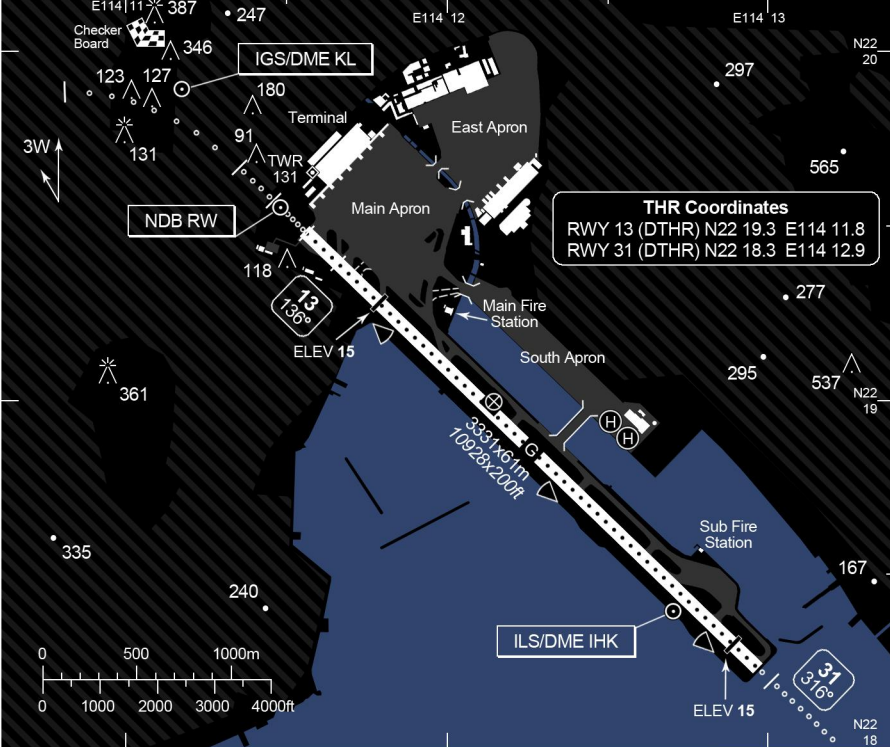 E114 11
387
247
E114 12
E114 13
Checker
Board
346
IGS/DME KL
N22
20
123
127
180
297
Terminal
East Apron
91
3W
131
TWR
131
565
NDB RW
Main Apron
THR Coordinates
RWY 13 (DTHR) N22 19.3 E114 11.8
RWY 31 (DTHR) N22 18.3 E114 12.9
118
13
136°
277
Main Fire
Station
ELEV 15
South Apron
295
537
361
N22
19
H
H
3331x61m
10928x200ft
G
335
Sub Fire
Station
167
240
ILS/DME IHK
0 500 1000m
0 1000 2000 3000 4000ft
31
316°
ELEV 15
N22
18